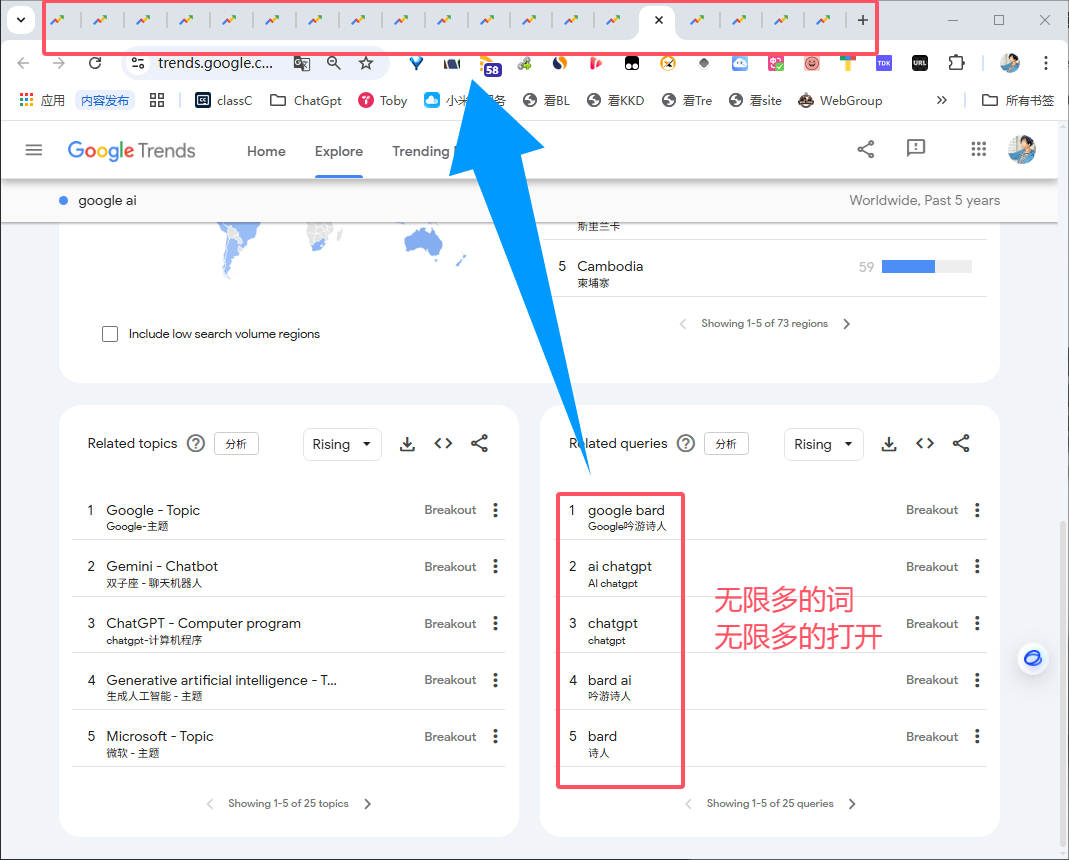 trends.google.c...
58
TDK
URL
应用
内容发布
classC
ChatGpt
Toby
看BL
看KKD
看Tre
看site
WebGroup
所有书签
Google Trends
Home
Explore
Trending
google ai
Worldwide, Past 5 years
斯里兰卡
5 Cambodia 59
柬埔寨
Include low search volume regions
Showing 1-5 of 73 regions
Related topics
分析
Rising
1 Google - Topic Breakout
Google-主题
2 Gemini - Chatbot Breakout
双子座 - 聊天机器人
3 ChatGPT - Computer program Breakout
chatgpt-计算机程序
4 Generative artificial intelligence - T... Breakout
生成人工智能 - 主题
5 Microsoft - Topic Breakout
微软 - 主题
Showing 1-5 of 25 topics
Related queries
分析
Rising
1 google bard Breakout
Google吟游诗人
2 ai chatgpt Breakout
AI chatgpt
3 chatgpt Breakout
chatgpt
4 bard ai Breakout
吟游诗人
5 bard Breakout
诗人
Showing 1-5 of 25 queries
无限多的词
无限多的打开